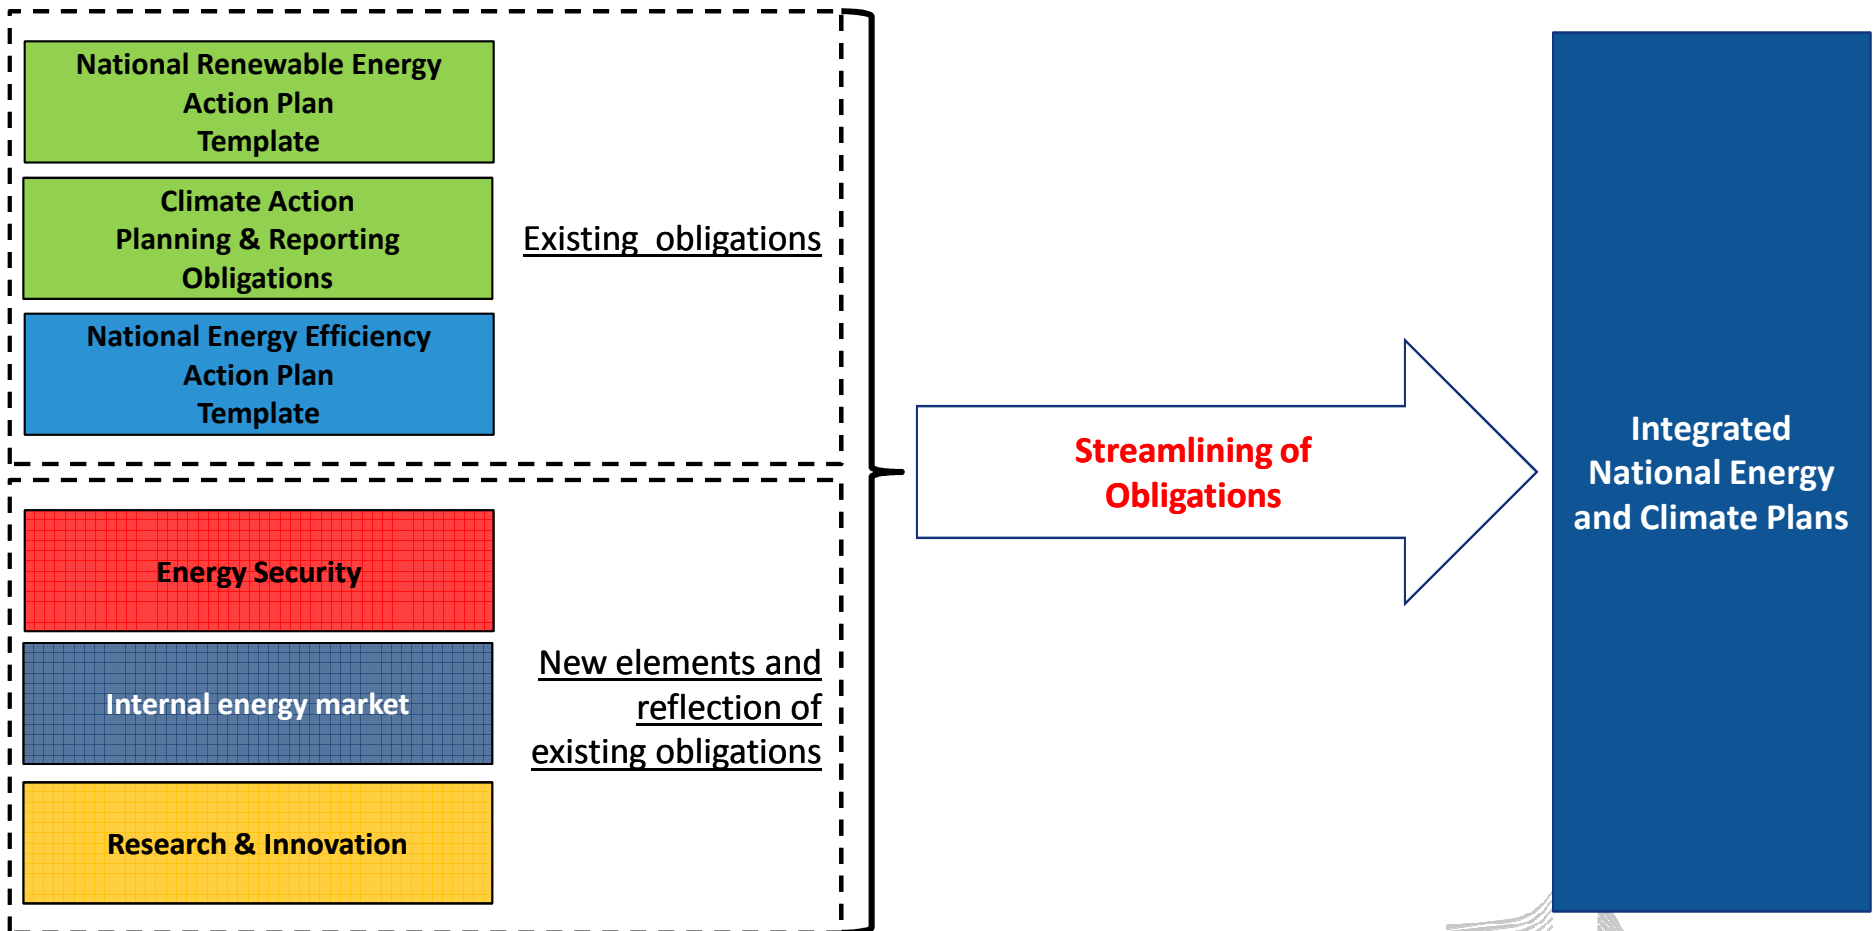 National Renewable Energy
Action Plan
Template
Climate Action
Planning & Reporting
Obligations
National Energy Efficiency
Action Plan
Template
Existing obligations
Energy Security
Internal energy market
Research & Innovation
New elements and
reflection of
existing obligations
Streamlining of
Obligations
Integrated
National Energy
and Climate Plans